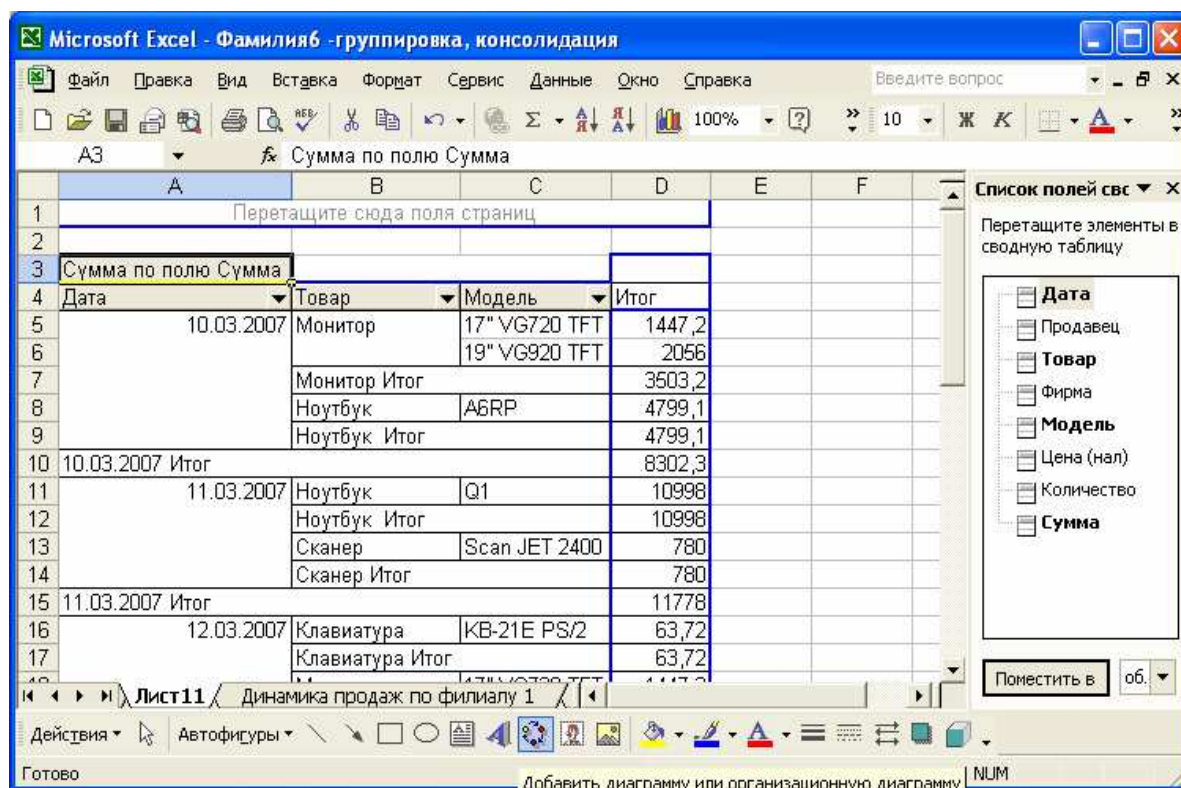 Microsoft Excel - Фамилия6 -группировка, консолидация
Файл Правка Вид Вставка Формат Сервис Данные Окно Справка Введите вопрос
100% 10 Ж К
A3 fx Сумма по полю Сумма
A B C D E F
1 Перетащите сюда поля страниц
2
3 Сумма по полю Сумма
4 Дата Товар Модель Итог
5 10.03.2007 Монитор 17" VG720 TFT 1447,2
6 19" VG920 TFT 2056
7 Монитор Итог 3503,2
8 Ноутбук A6RP 4799,1
9 Ноутбук Итог 4799,1
10 10.03.2007 Итог 8302,3
11 11.03.2007 Ноутбук Q1 10998
12 Ноутбук Итог 10998
13 Сканер Scan JET 2400 780
14 Сканер Итог 780
15 11.03.2007 Итог 11778
16 12.03.2007 Клавиатура KB-21E PS/2 63,72
17 Клавиатура Итог 63,72
Список полей свс
Перетащите элементы в
сводную таблицу
Дата
Продавец
Товар
Фирма
Модель
Цена (нал)
Количество
Сумма
Поместить в об.
Лист11 Динамика продаж по филиалу 1
Действия Автофигуры
Готово Добавить диаграмму или организационную диаграмму NUM